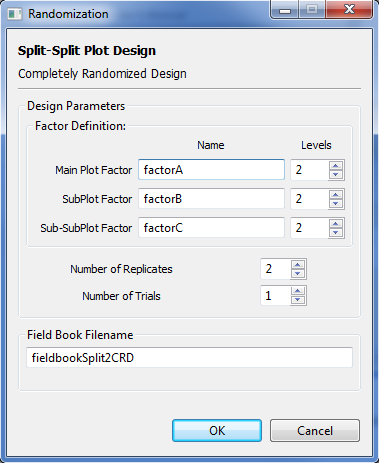 Randomization
Split-Split Plot Design
Completely Randomized Design
Design Parameters
Factor Definition:
Name Levels
Main Plot Factor factorA 2
SubPlot Factor factorB 2
Sub-SubPlot Factor factorC 2
Number of Replicates 2
Number of Trials 1
Field Book Filename
fieldbookSplit2CRD
OK Cancel